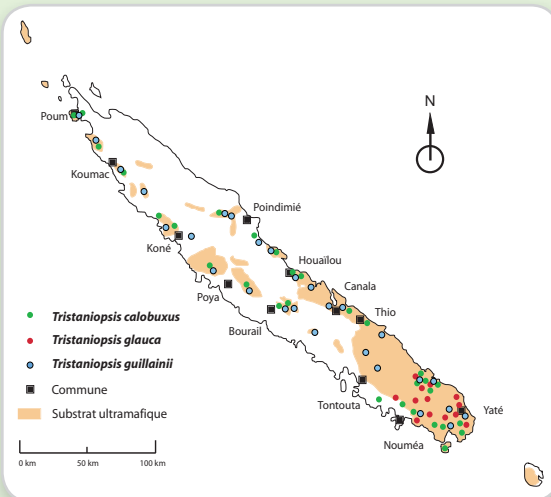 N
Poum
Koumac
Poindimié
Koné
Houaïlou
Canala
Poya
Thio
Bourail
Tontouta
Yaté
Nouméa
Tristaniopsis calobuxus
Tristaniopsis glauca
Tristaniopsis guillainii
Commune
Substrat ultramafique
0 km 50 km 100 km